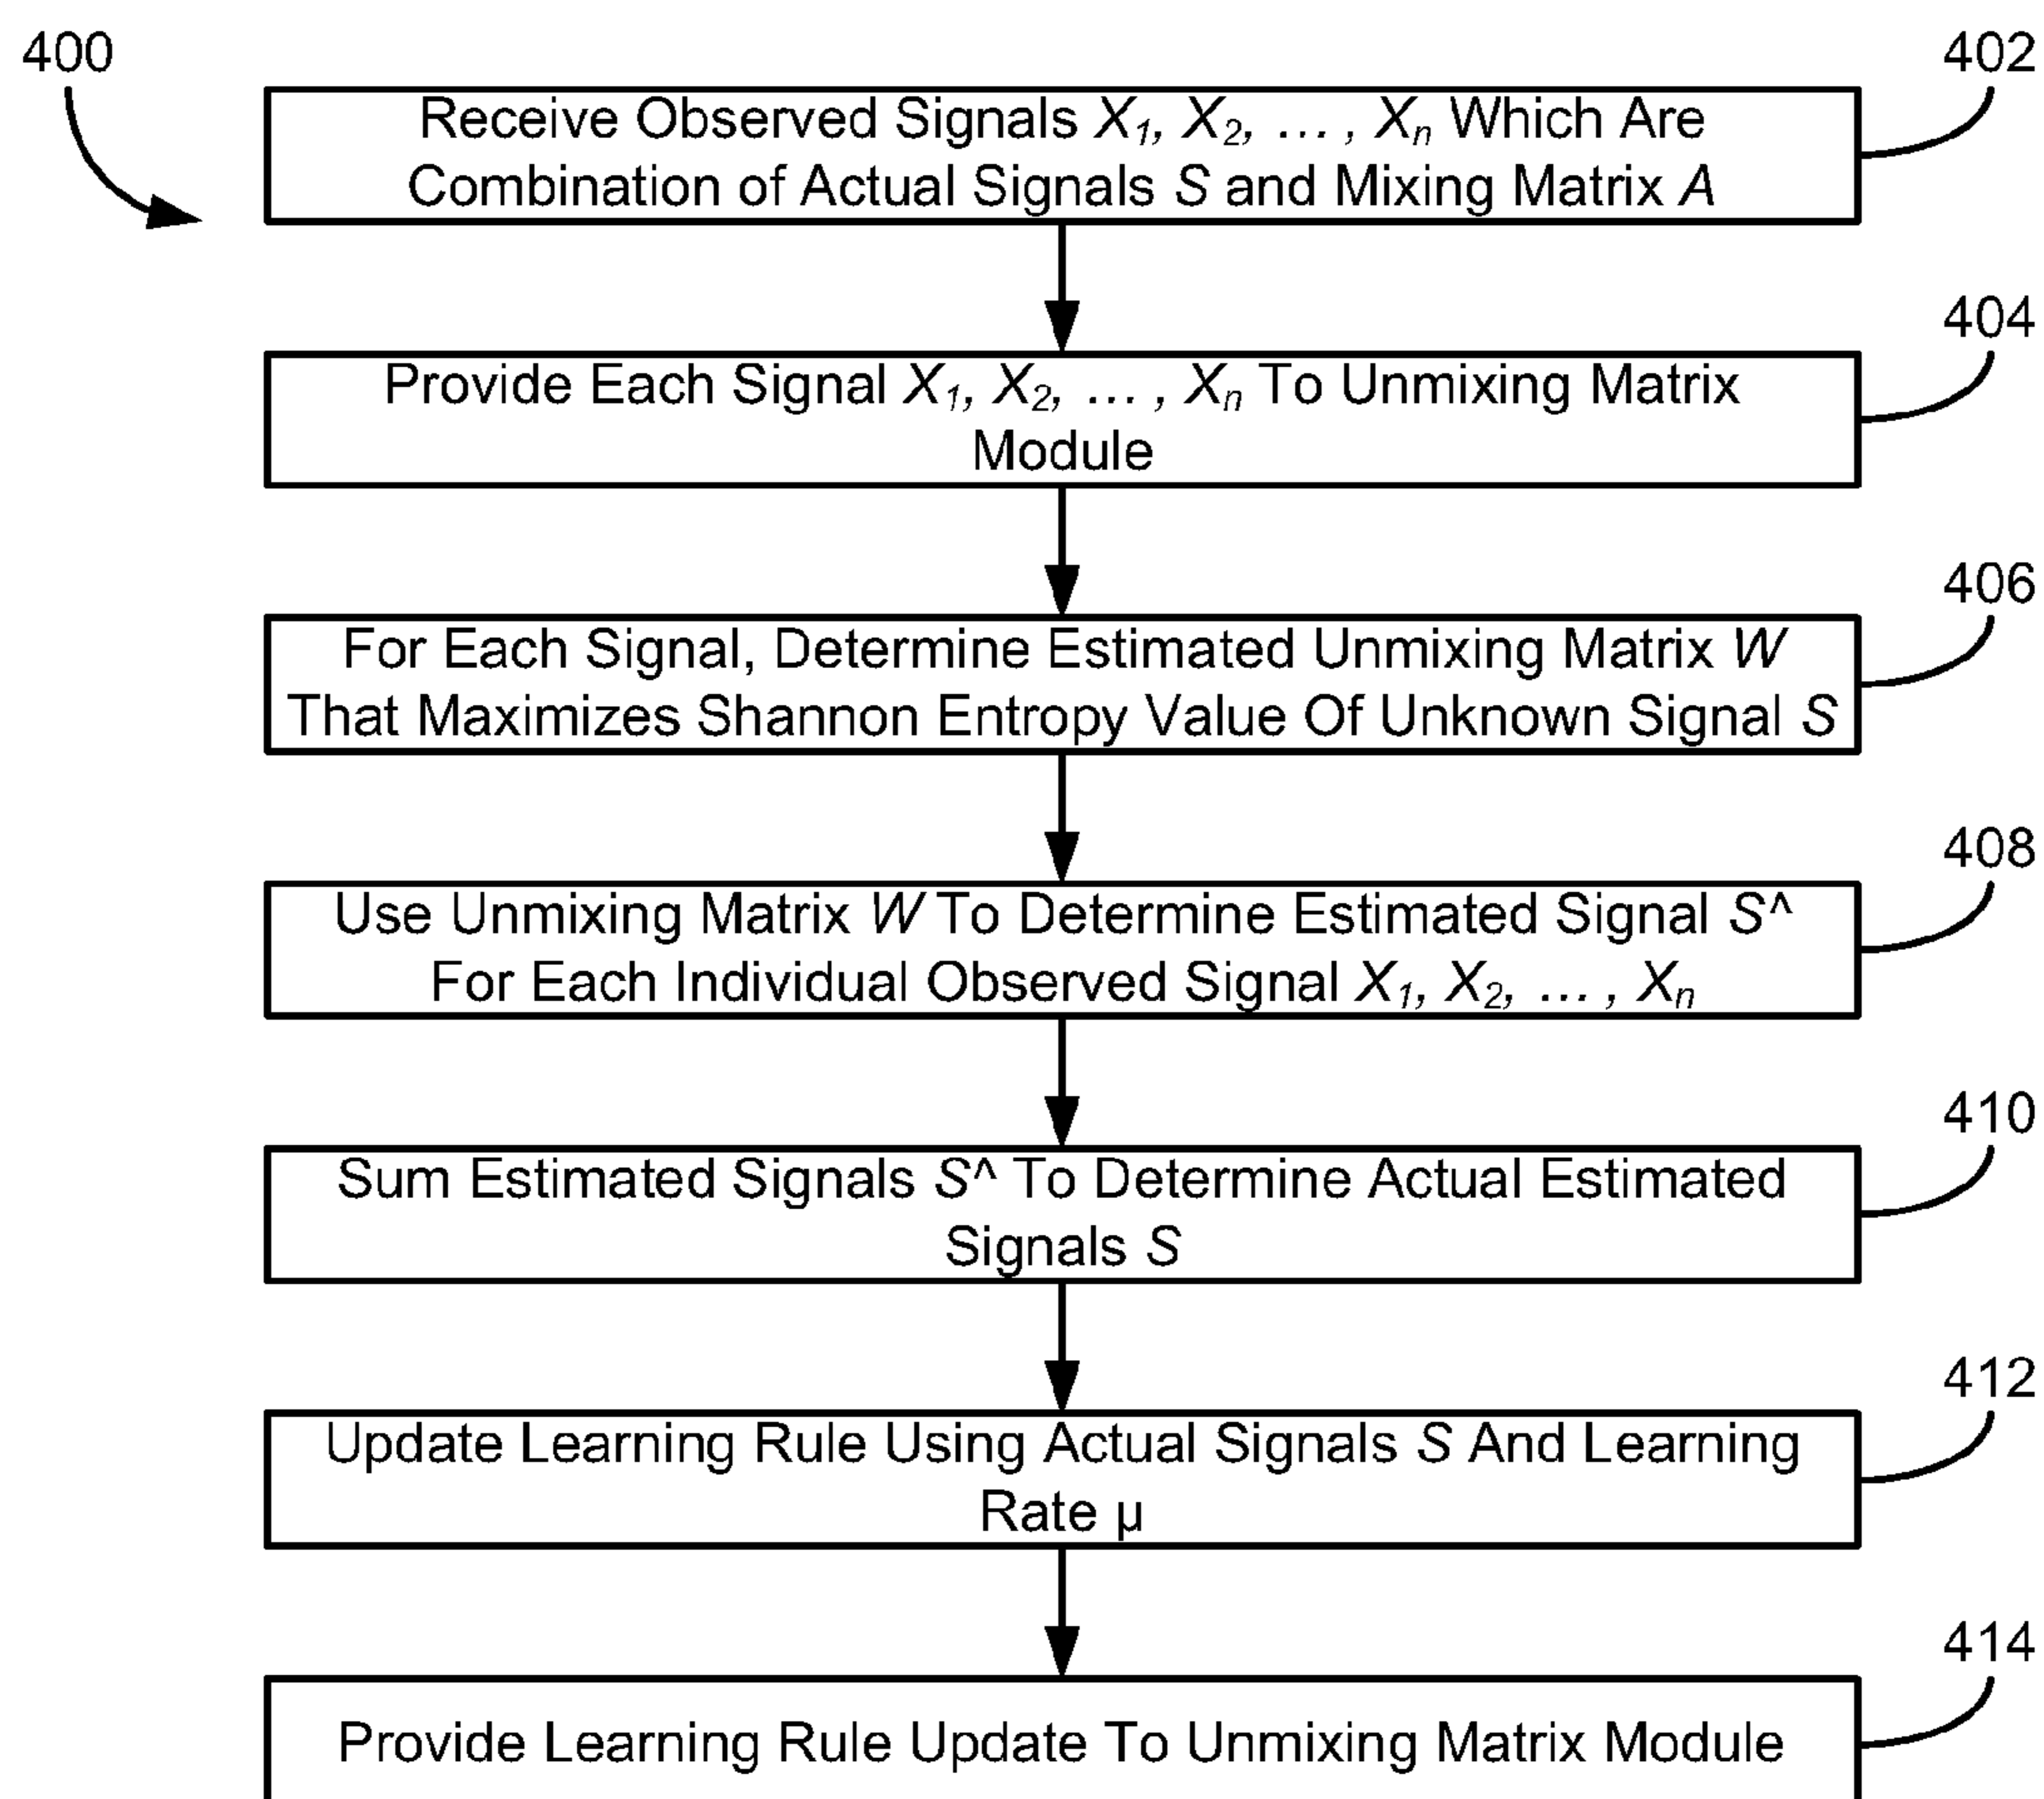 400
402
Receive Observed Signals X1, X2, ... , Xn Which Are
Combination of Actual Signals S and Mixing Matrix A
404
Provide Each Signal X1, X2, ... , Xn To Unmixing Matrix
Module
406
For Each Signal, Determine Estimated Unmixing Matrix W
That Maximizes Shannon Entropy Value Of Unknown Signal S
408
Use Unmixing Matrix W To Determine Estimated Signal S^
For Each Individual Observed Signal X1, X2, ... , Xn
410
Sum Estimated Signals S^ To Determine Actual Estimated
Signals S
412
Update Learning Rule Using Actual Signals S And Learning
Rate µ
414
Provide Learning Rule Update To Unmixing Matrix Module